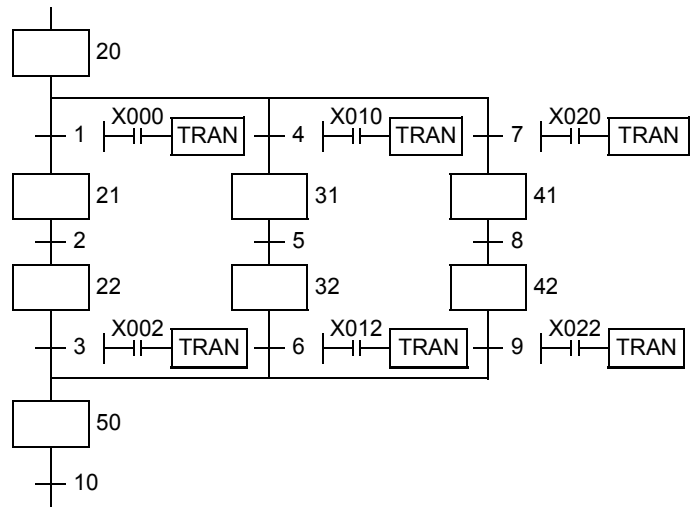 20
X000 X010 X020
1 TRAN 4 TRAN 7 TRAN
21 31 41
2 5 8
22 32 42
X002 X012 X022
3 TRAN 6 TRAN 9 TRAN
50
10